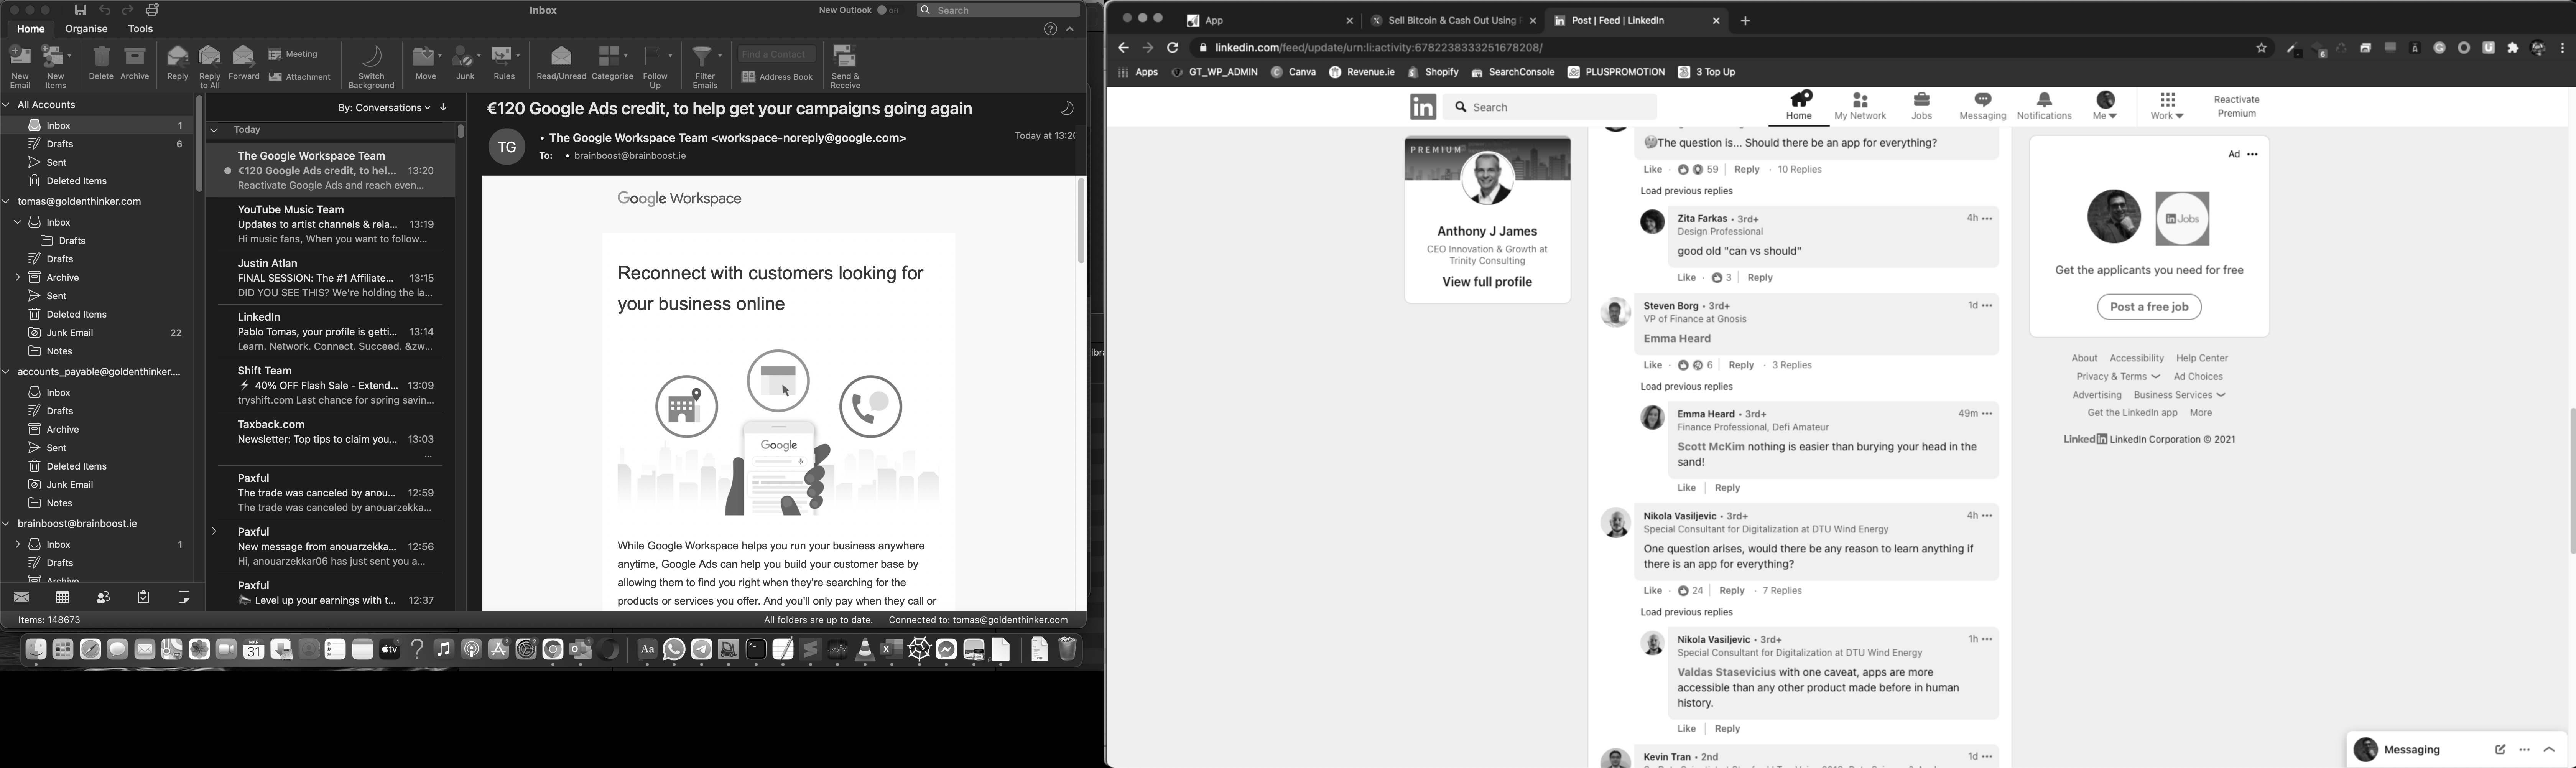 Inbox
New Outlook
Search
Home
Organise
Tools
New Email
New Items
Delete
Archive
Reply
Reply to All
Forward
Meeting
Attachment
Switch Background
Move
Junk
Rules
Read/Unread
Categorise
Follow Up
Filter Emails
Find a Contact
Address Book
Send & Receive
All Accounts
Inbox 1
Drafts 6
Sent
Deleted Items
tomas@goldenthinker.com
Inbox
Drafts
Drafts
Archive
Sent
Deleted Items
Junk Email 22
Notes
accounts_payable@goldenthinker....
Inbox
Drafts
Archive
Sent
Deleted Items
Junk Email
Notes
brainboost@brainboost.ie
Inbox 1
Drafts
Archive
Items: 148673
By: Conversations
Today
The Google Workspace Team
€120 Google Ads credit, to hel... 13:20
Reactivate Google Ads and reach even...
YouTube Music Team
Updates to artist channels & rela... 13:19
Hi music fans, When you want to follow...
Justin Atlan
FINAL SESSION: The #1 Affiliate... 13:15
DID YOU SEE THIS? We're holding the la...
LinkedIn
Pablo Tomas, your profile is getti... 13:14
Learn. Network. Connect. Succeed. &zw...
Shift Team
40% OFF Flash Sale - Extend... 13:09
tryshift.com Last chance for spring savin...
Taxback.com
Newsletter: Top tips to claim you... 13:03
...
Paxful
The trade was canceled by anou... 12:59
The trade was canceled by anouarzekka...
Paxful
New message from anouarzekka... 12:56
Hi, anouarzekkar06 has just sent you a...
Paxful
Level up your earnings with t... 12:37
€120 Google Ads credit, to help get your campaigns going again
TG
The Google Workspace Team <workspace-noreply@google.com>
Today at 13:20
To: brainboost@brainboost.ie
Google Workspace
Reconnect with customers looking for
your business online
Google
While Google Workspace helps you run your business anywhere
anytime, Google Ads can help you build your customer base by
allowing them to find you right when they're searching for the
products or services you offer. And you'll only pay when they call or
All folders are up to date.
Connected to: tomas@goldenthinker.com
MAR
31
tv
Aa
App
Sell Bitcoin & Cash Out Using
Post | Feed | LinkedIn
linkedin.com/feed/update/urn:li:activity:6782238333251678208/
Apps
GT_WP_ADMIN
Canva
Revenue.ie
Shopify
SearchConsole
PLUSPROMOTION
3 Top Up
in
Search
Home
My Network
Jobs
Messaging
Notifications
Me
Work
Reactivate
Premium
PREMIUM
Anthony J James
CEO Innovation & Growth at
Trinity Consulting
View full profile
The question is... Should there be an app for everything?
Like · 59 | Reply · 10 Replies
Load previous replies
Zita Farkas • 3rd+ 4h
Design Professional
good old "can vs should"
Like · 3 | Reply
Steven Borg • 3rd+ 1d
VP of Finance at Gnosis
Emma Heard
Like · 6 | Reply · 3 Replies
Load previous replies
Emma Heard • 3rd+ 49m
Finance Professional, Defi Amateur
Scott McKim nothing is easier than burying your head in the
sand!
Like | Reply
Nikola Vasiljevic • 3rd+ 4h
Special Consultant for Digitalization at DTU Wind Energy
One question arises, would there be any reason to learn anything if
there is an app for everything?
Like · 24 | Reply · 7 Replies
Load previous replies
Nikola Vasiljevic • 3rd+ 1h
Special Consultant for Digitalization at DTU Wind Energy
Valdas Stasevicius with one caveat, apps are more
accessible than any other product made before in human
history.
Like | Reply
Kevin Tran • 2nd 1d
Ad
in Jobs
Get the applicants you need for free
Post a free job
About Accessibility Help Center
Privacy & Terms Ad Choices
Advertising Business Services
Get the LinkedIn app More
LinkedIn LinkedIn Corporation © 2021
Messaging